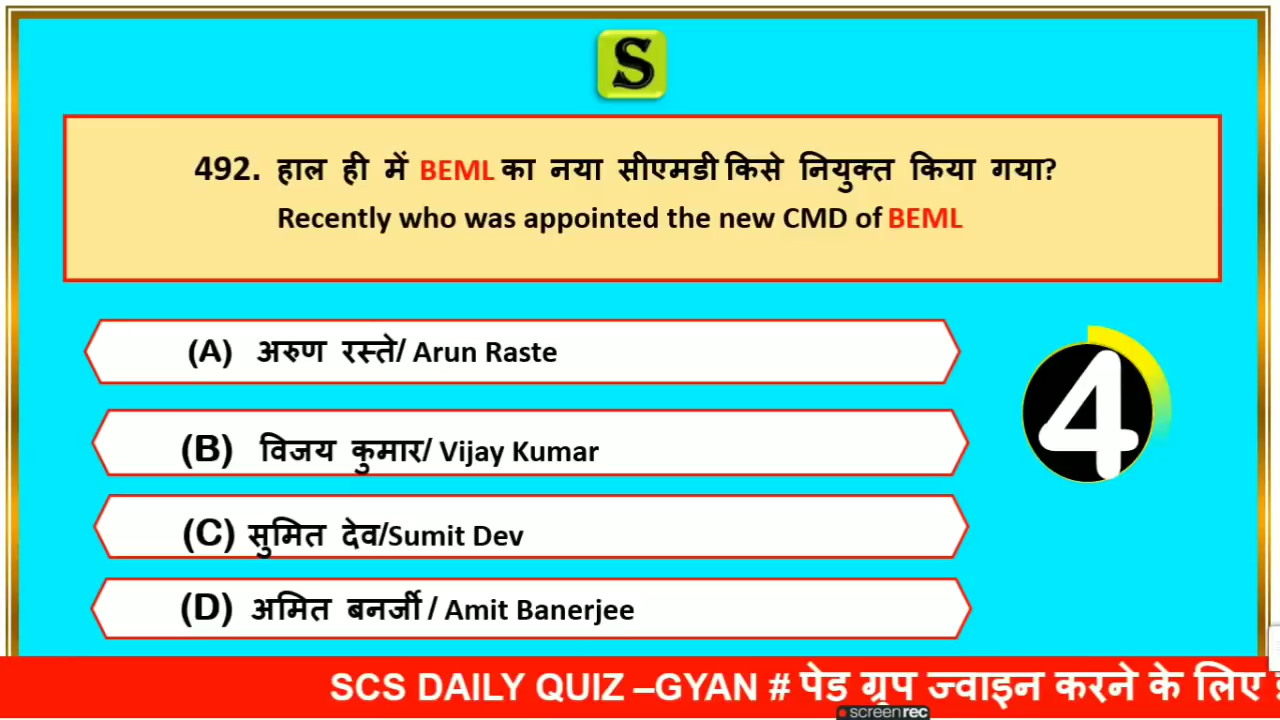 S
492. हाल ही में BEML का नया सीएमडी किसे नियुक्त किया गया?
Recently who was appointed the new CMD of BEML
(A) अरुण रस्ते/ Arun Raste
4
(B) विजय कुमार/ Vijay Kumar
(C) सुमित देव/Sumit Dev
(D) अमित बनर्जी / Amit Banerjee
SCS DAILY QUIZ –GYAN # पेड ग्रुप ज्वाइन करने के लिए
screenrec